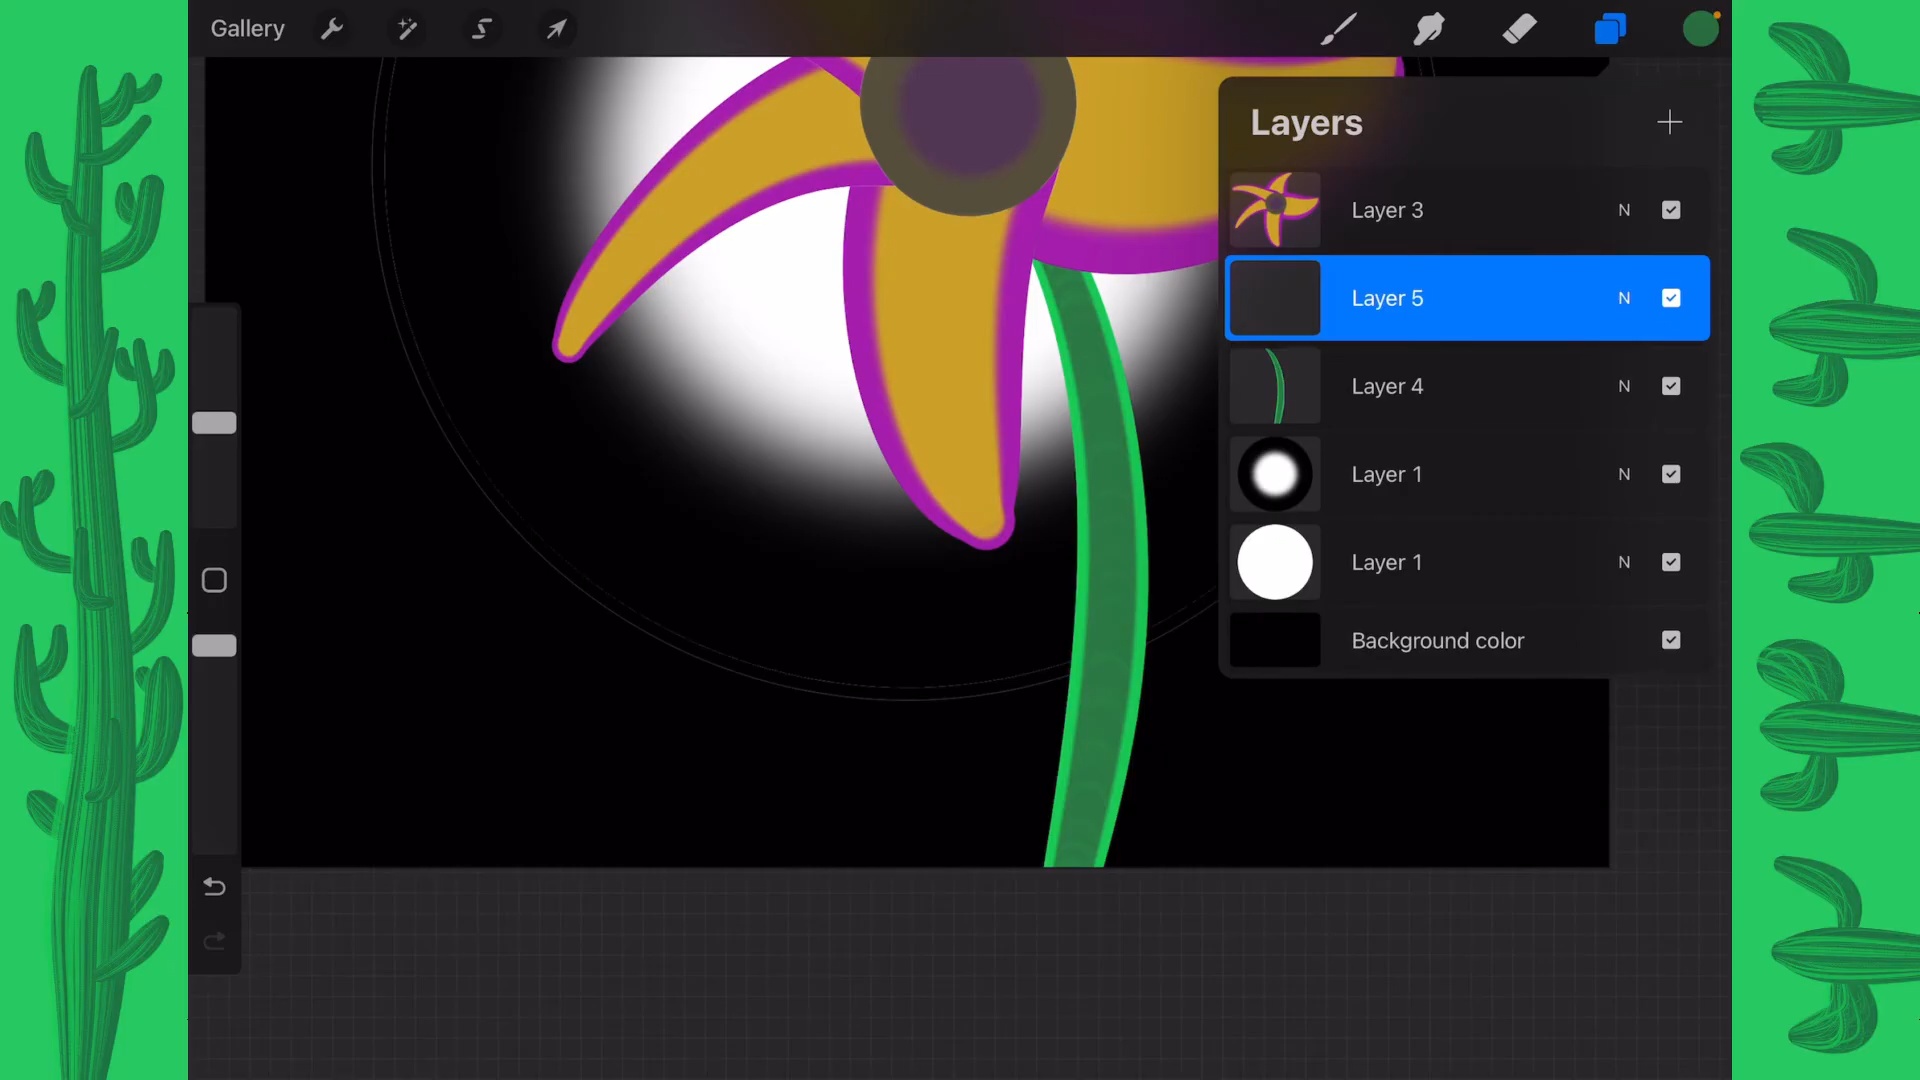 Gallery
Layers
Layer 3 N
Layer 5 N
Layer 4 N
Layer 1 N
Layer 1 N
Background color